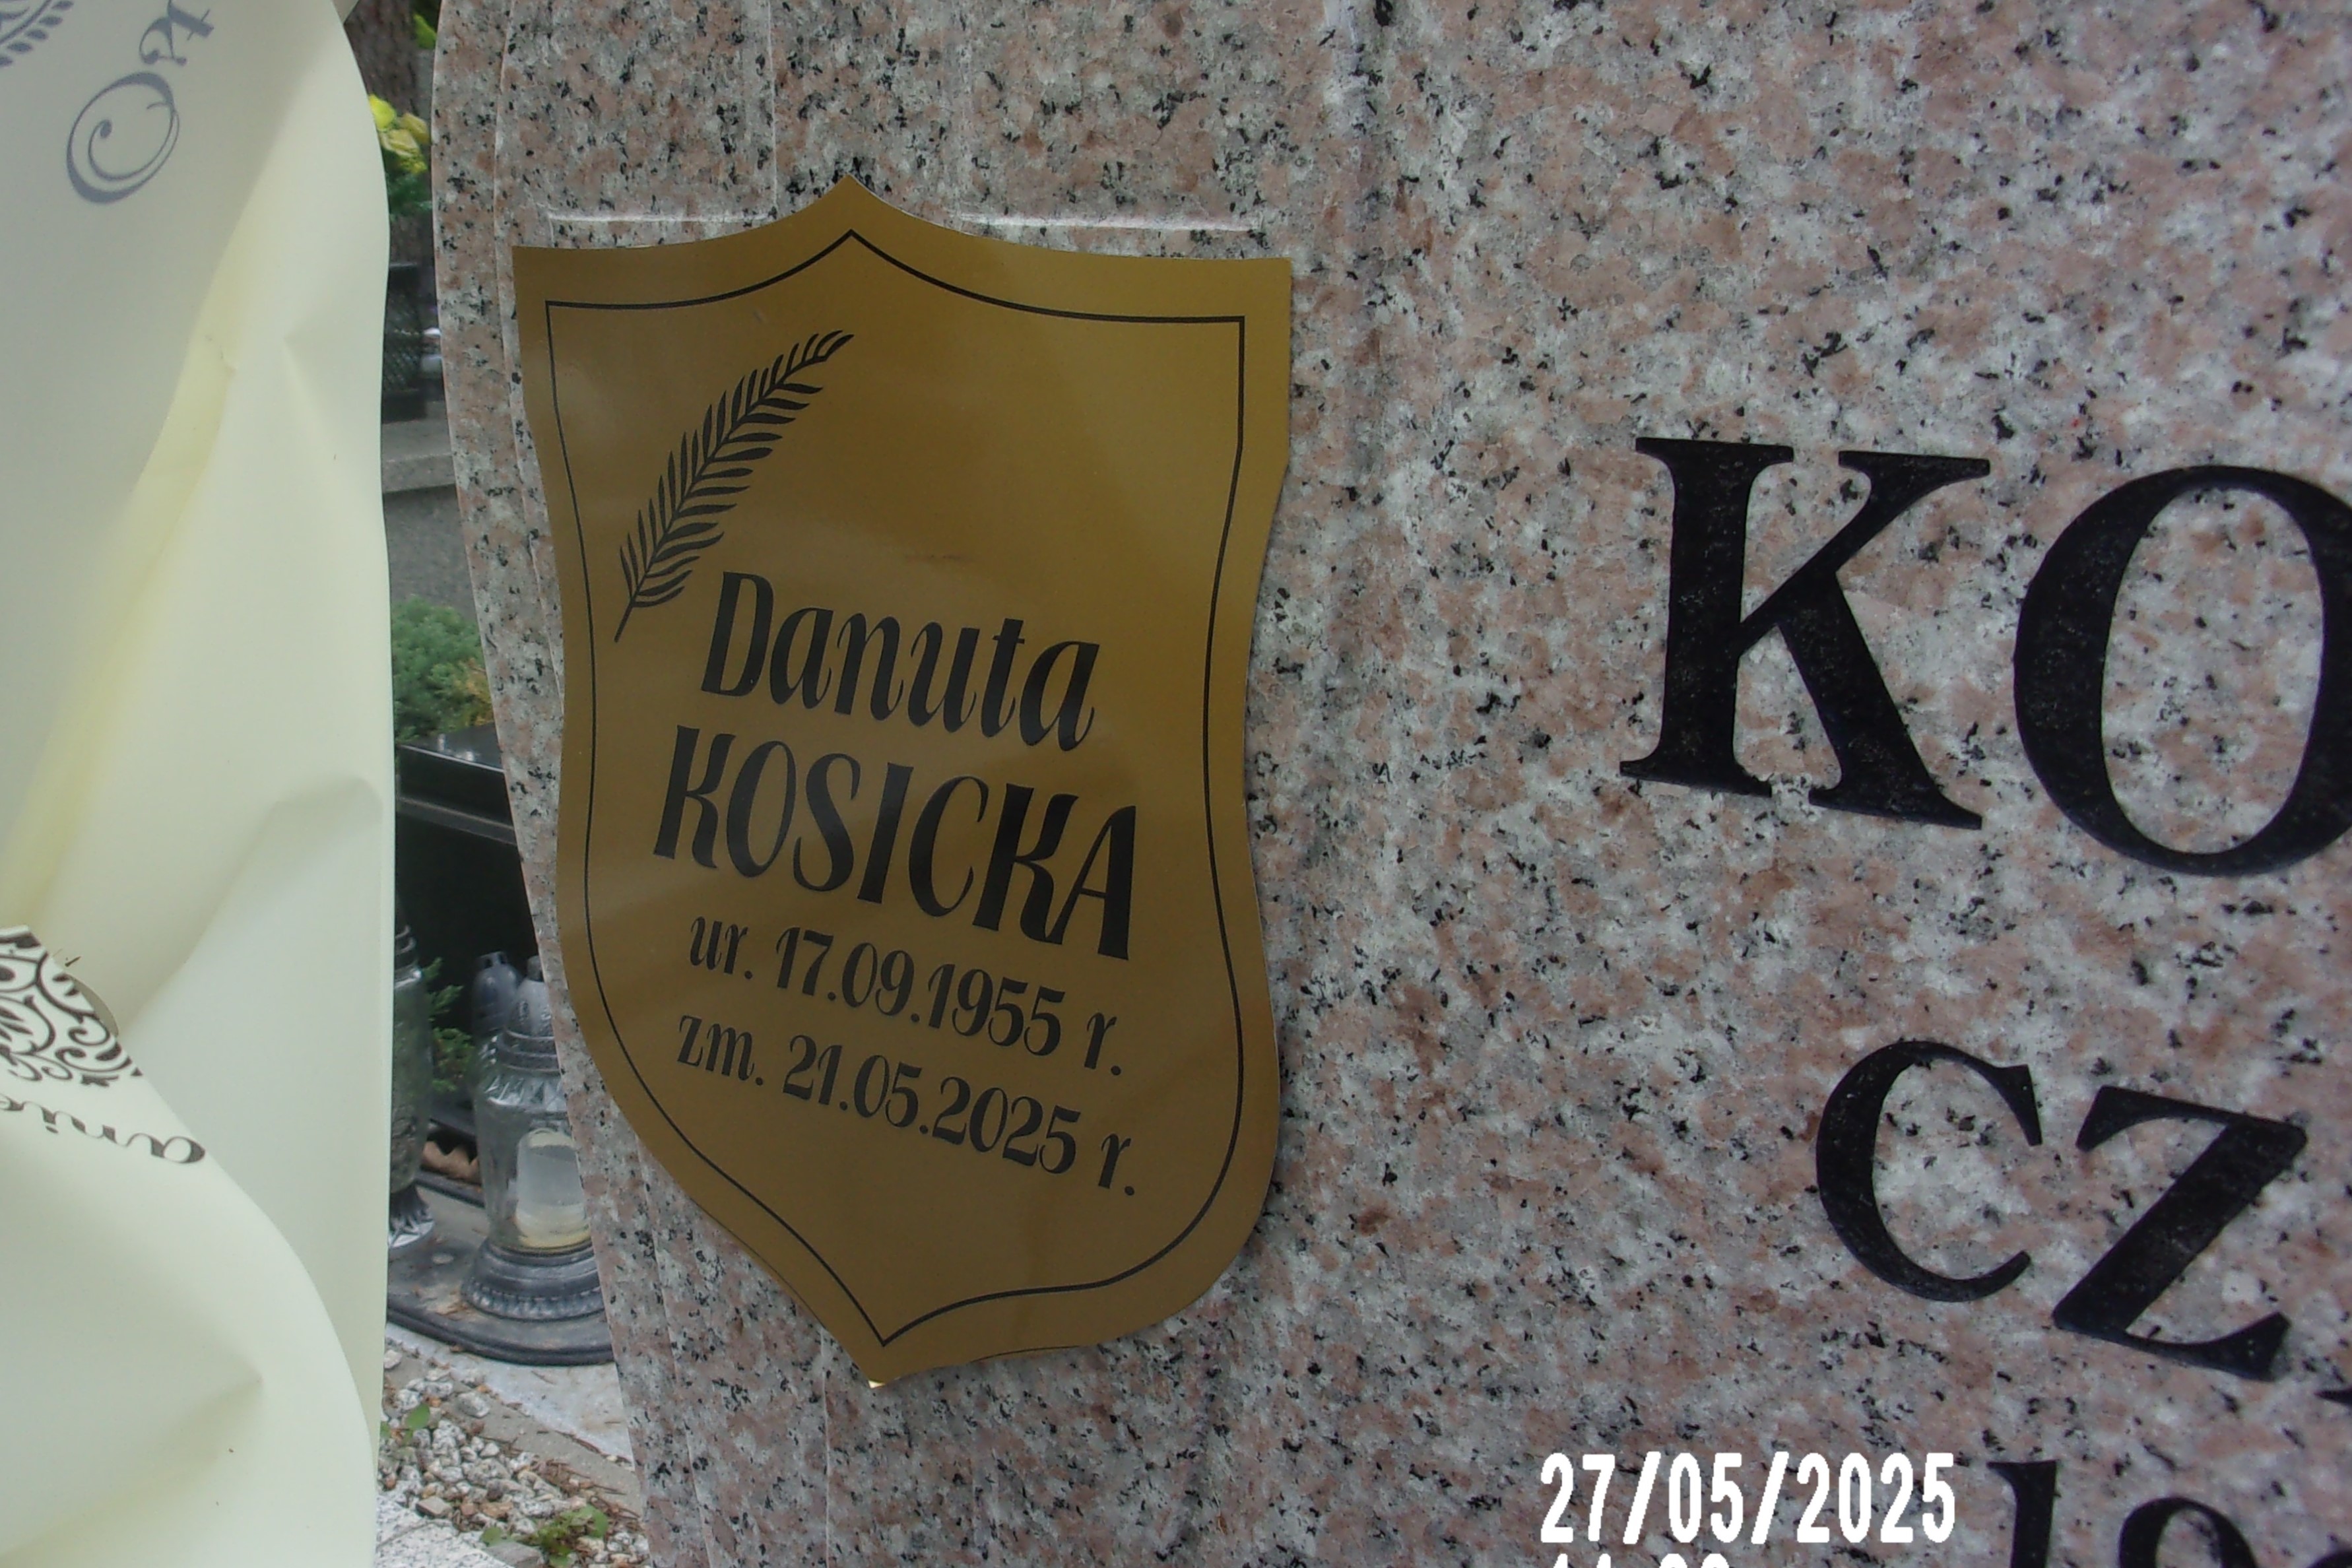 Danuta
KOSICKA
ur. 17.09.1955 r.
zm. 21.05.2025 r.
KO
CZ
27/05/2025